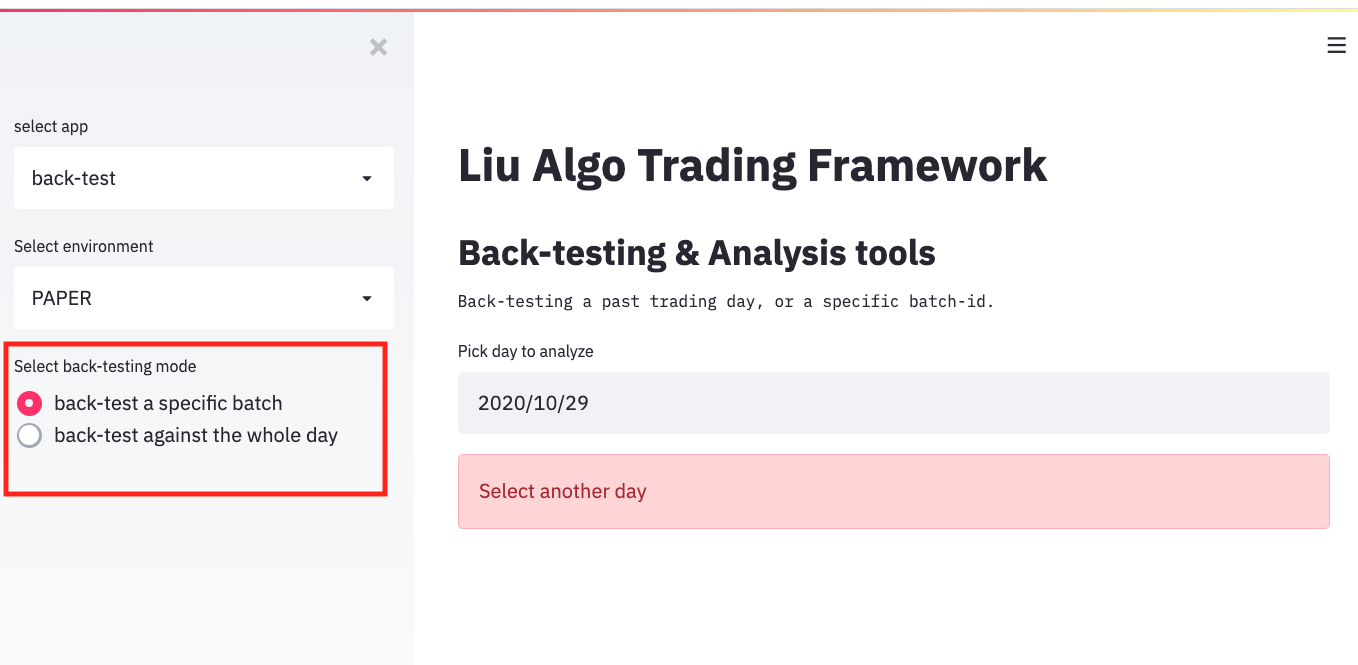 select app
back-test
Select environment
PAPER
Select back-testing mode
back-test a specific batch
back-test against the whole day
Liu Algo Trading Framework
Back-testing & Analysis tools
Back-testing a past trading day, or a specific batch-id.
Pick day to analyze
2020/10/29
Select another day